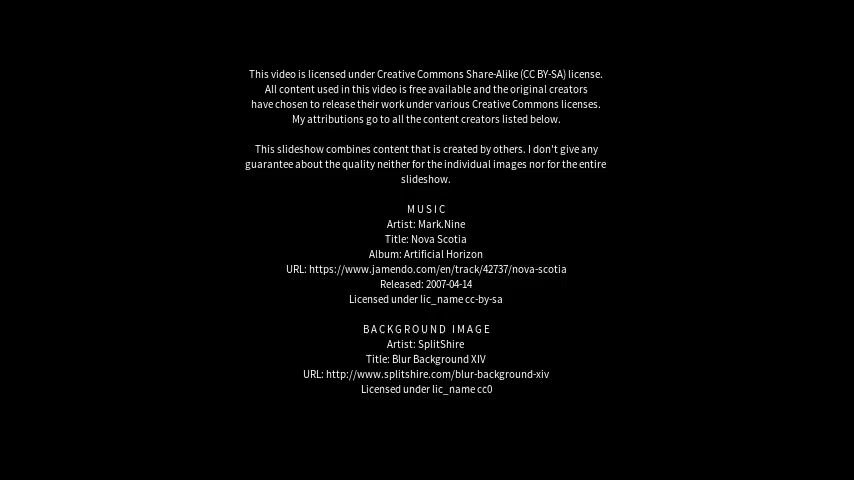 This video is licensed under Creative Commons Share-Alike (CC BY-SA) license.
All content used in this video is free available and the original creators
have chosen to release their work under various Creative Commons licenses.
My attributions go to all the content creators listed below.
This slideshow combines content that is created by others. I don't give any
guarantee about the quality neither for the individual images nor for the entire
slideshow.
MUSIC
Artist: Mark.Nine
Title: Nova Scotia
Album: Artificial Horizon
URL: https://www.jamendo.com/en/track/42737/nova-scotia
Released: 2007-04-14
Licensed under lic_name cc-by-sa
BACKGROUND IMAGE
Artist: SplitShire
Title: Blur Background XIV
URL: http://www.splitshire.com/blur-background-xiv
Licensed under lic_name cc0